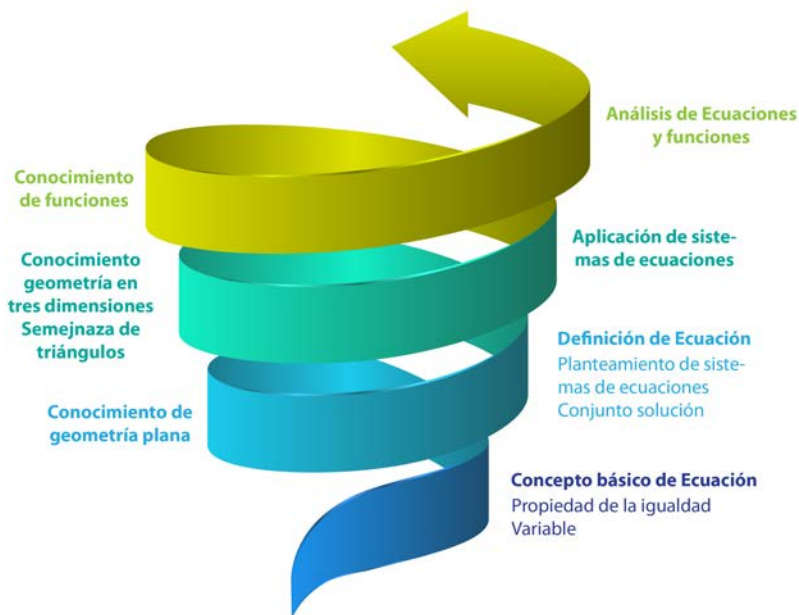 Análisis de Ecuaciones
y funciones
Conocimiento
de funciones
Aplicación de siste-
mas de ecuaciones
Conocimiento
geometría en
tres dimensiones
Semejnaza de
triángulos
Definición de Ecuación
Planteamiento de siste-
mas de ecuaciones
Conjunto solución
Conocimiento de
geometría plana
Concepto básico de Ecuación
Propiedad de la igualdad
Variable